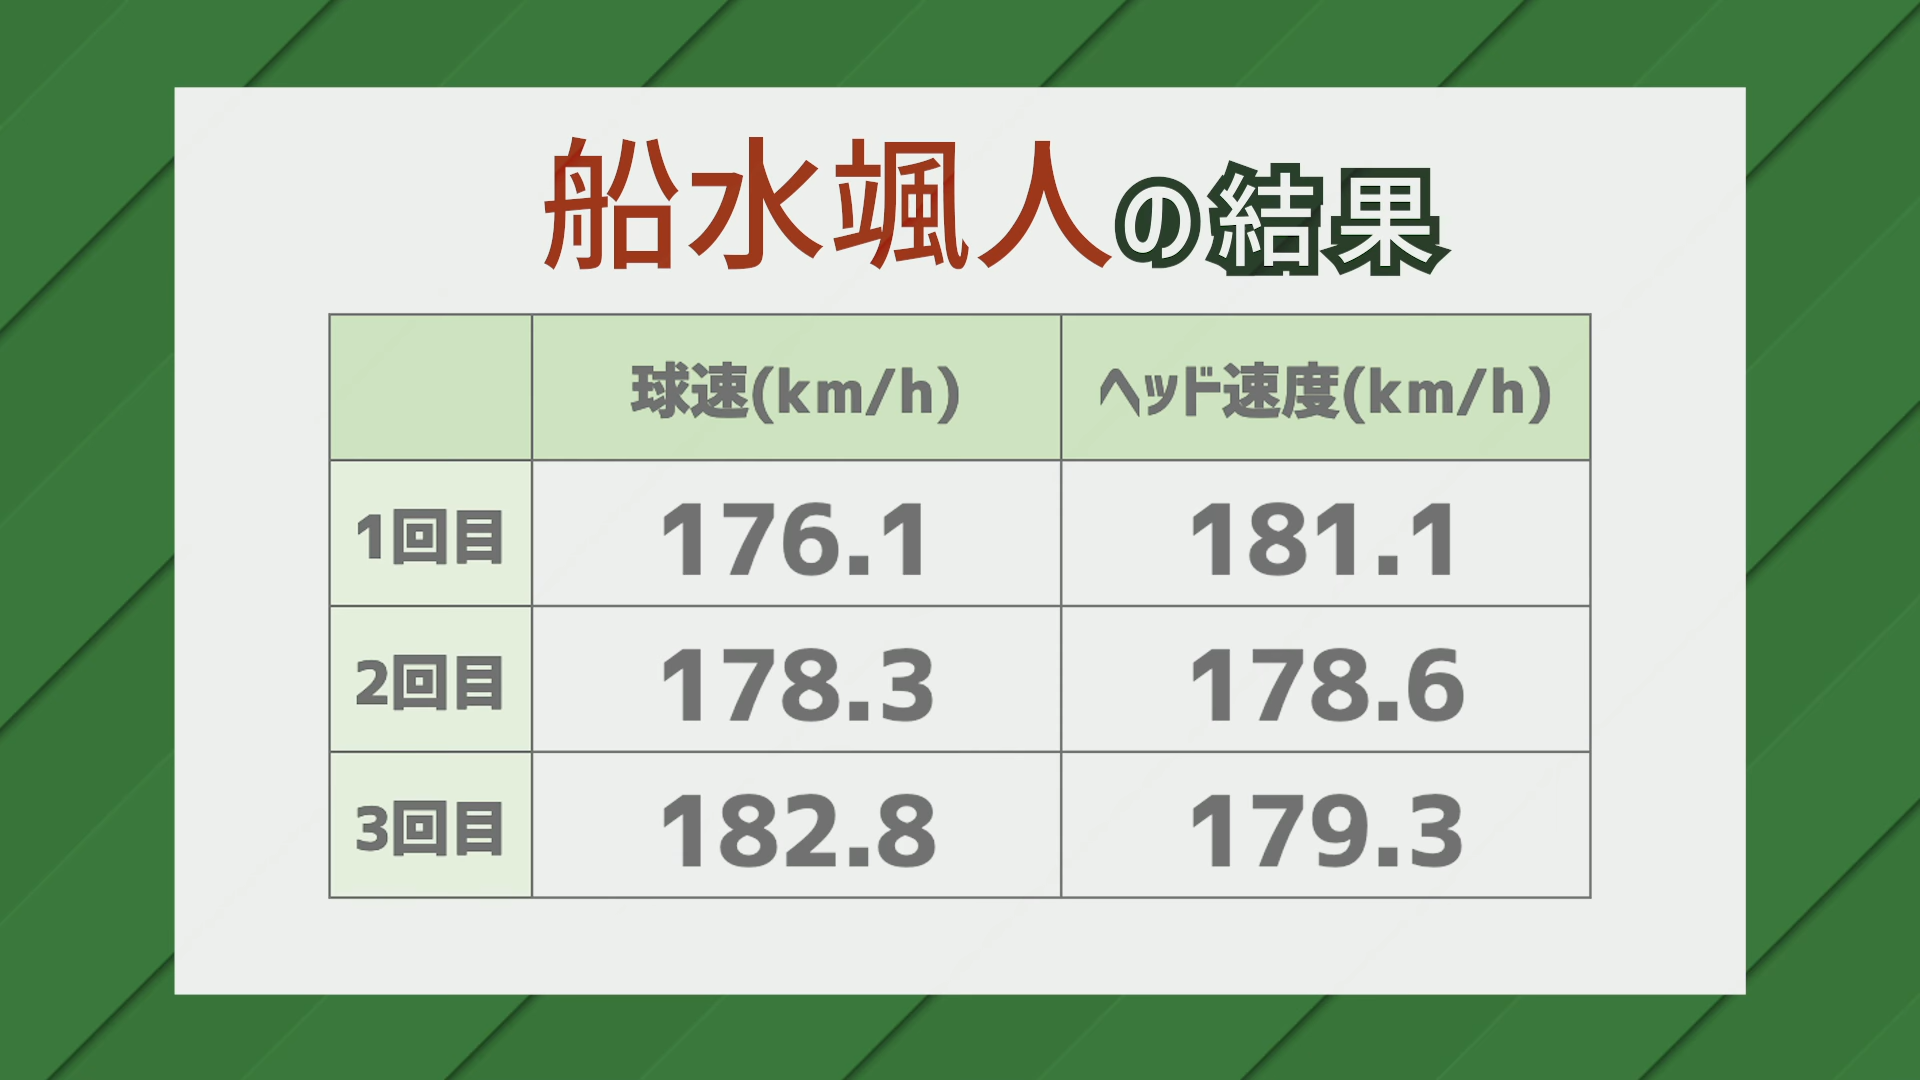 船水颯人の結果
球速(km/h) ヘッド速度(km/h)
1回目 176.1 181.1
2回目 178.3 178.6
3回目 182.8 179.3